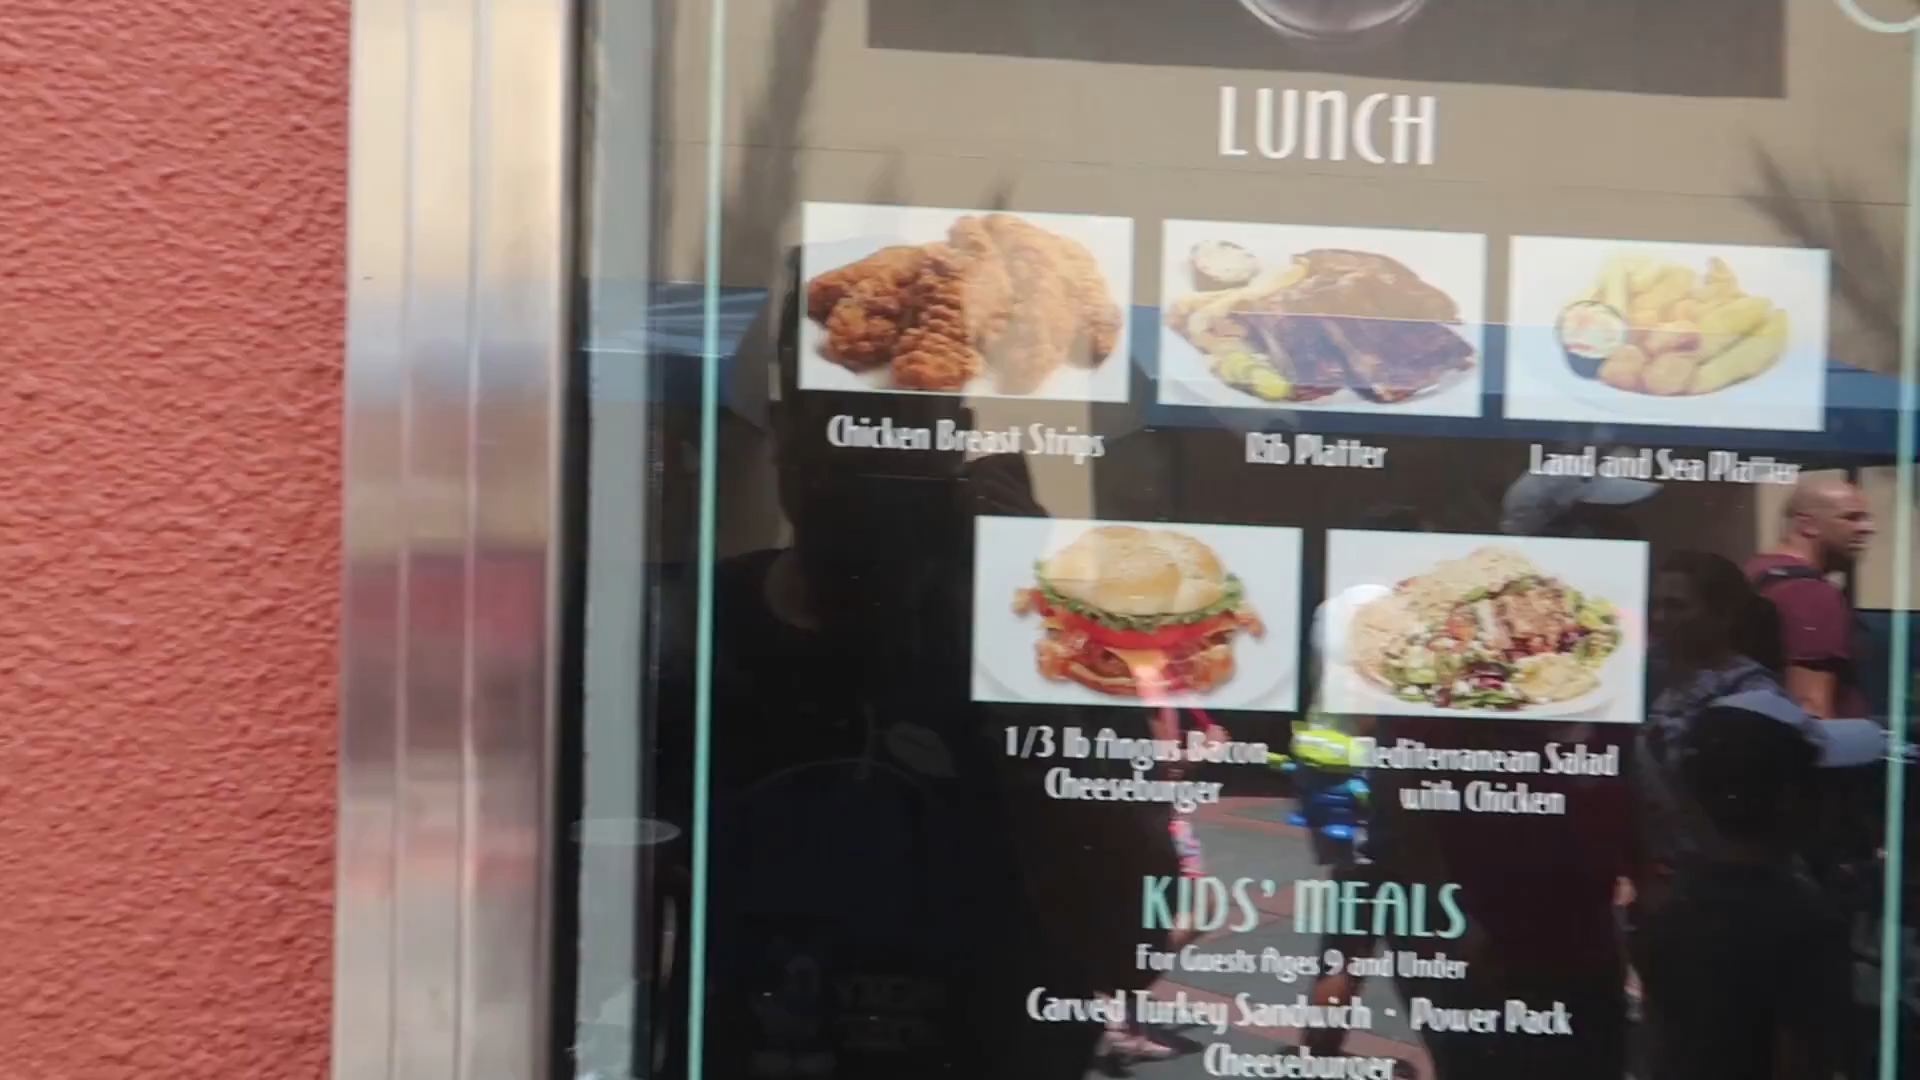 LUNCH
Chicken Breast Strips
Rib Platter
Land and Sea Platter
1/3 lb Angus Bacon
Cheeseburger
Mediterranean Salad
with Chicken
KIDS' MEALS
For Guests Ages 9 and Under
Carved Turkey Sandwich · Power Pack
Cheeseburger